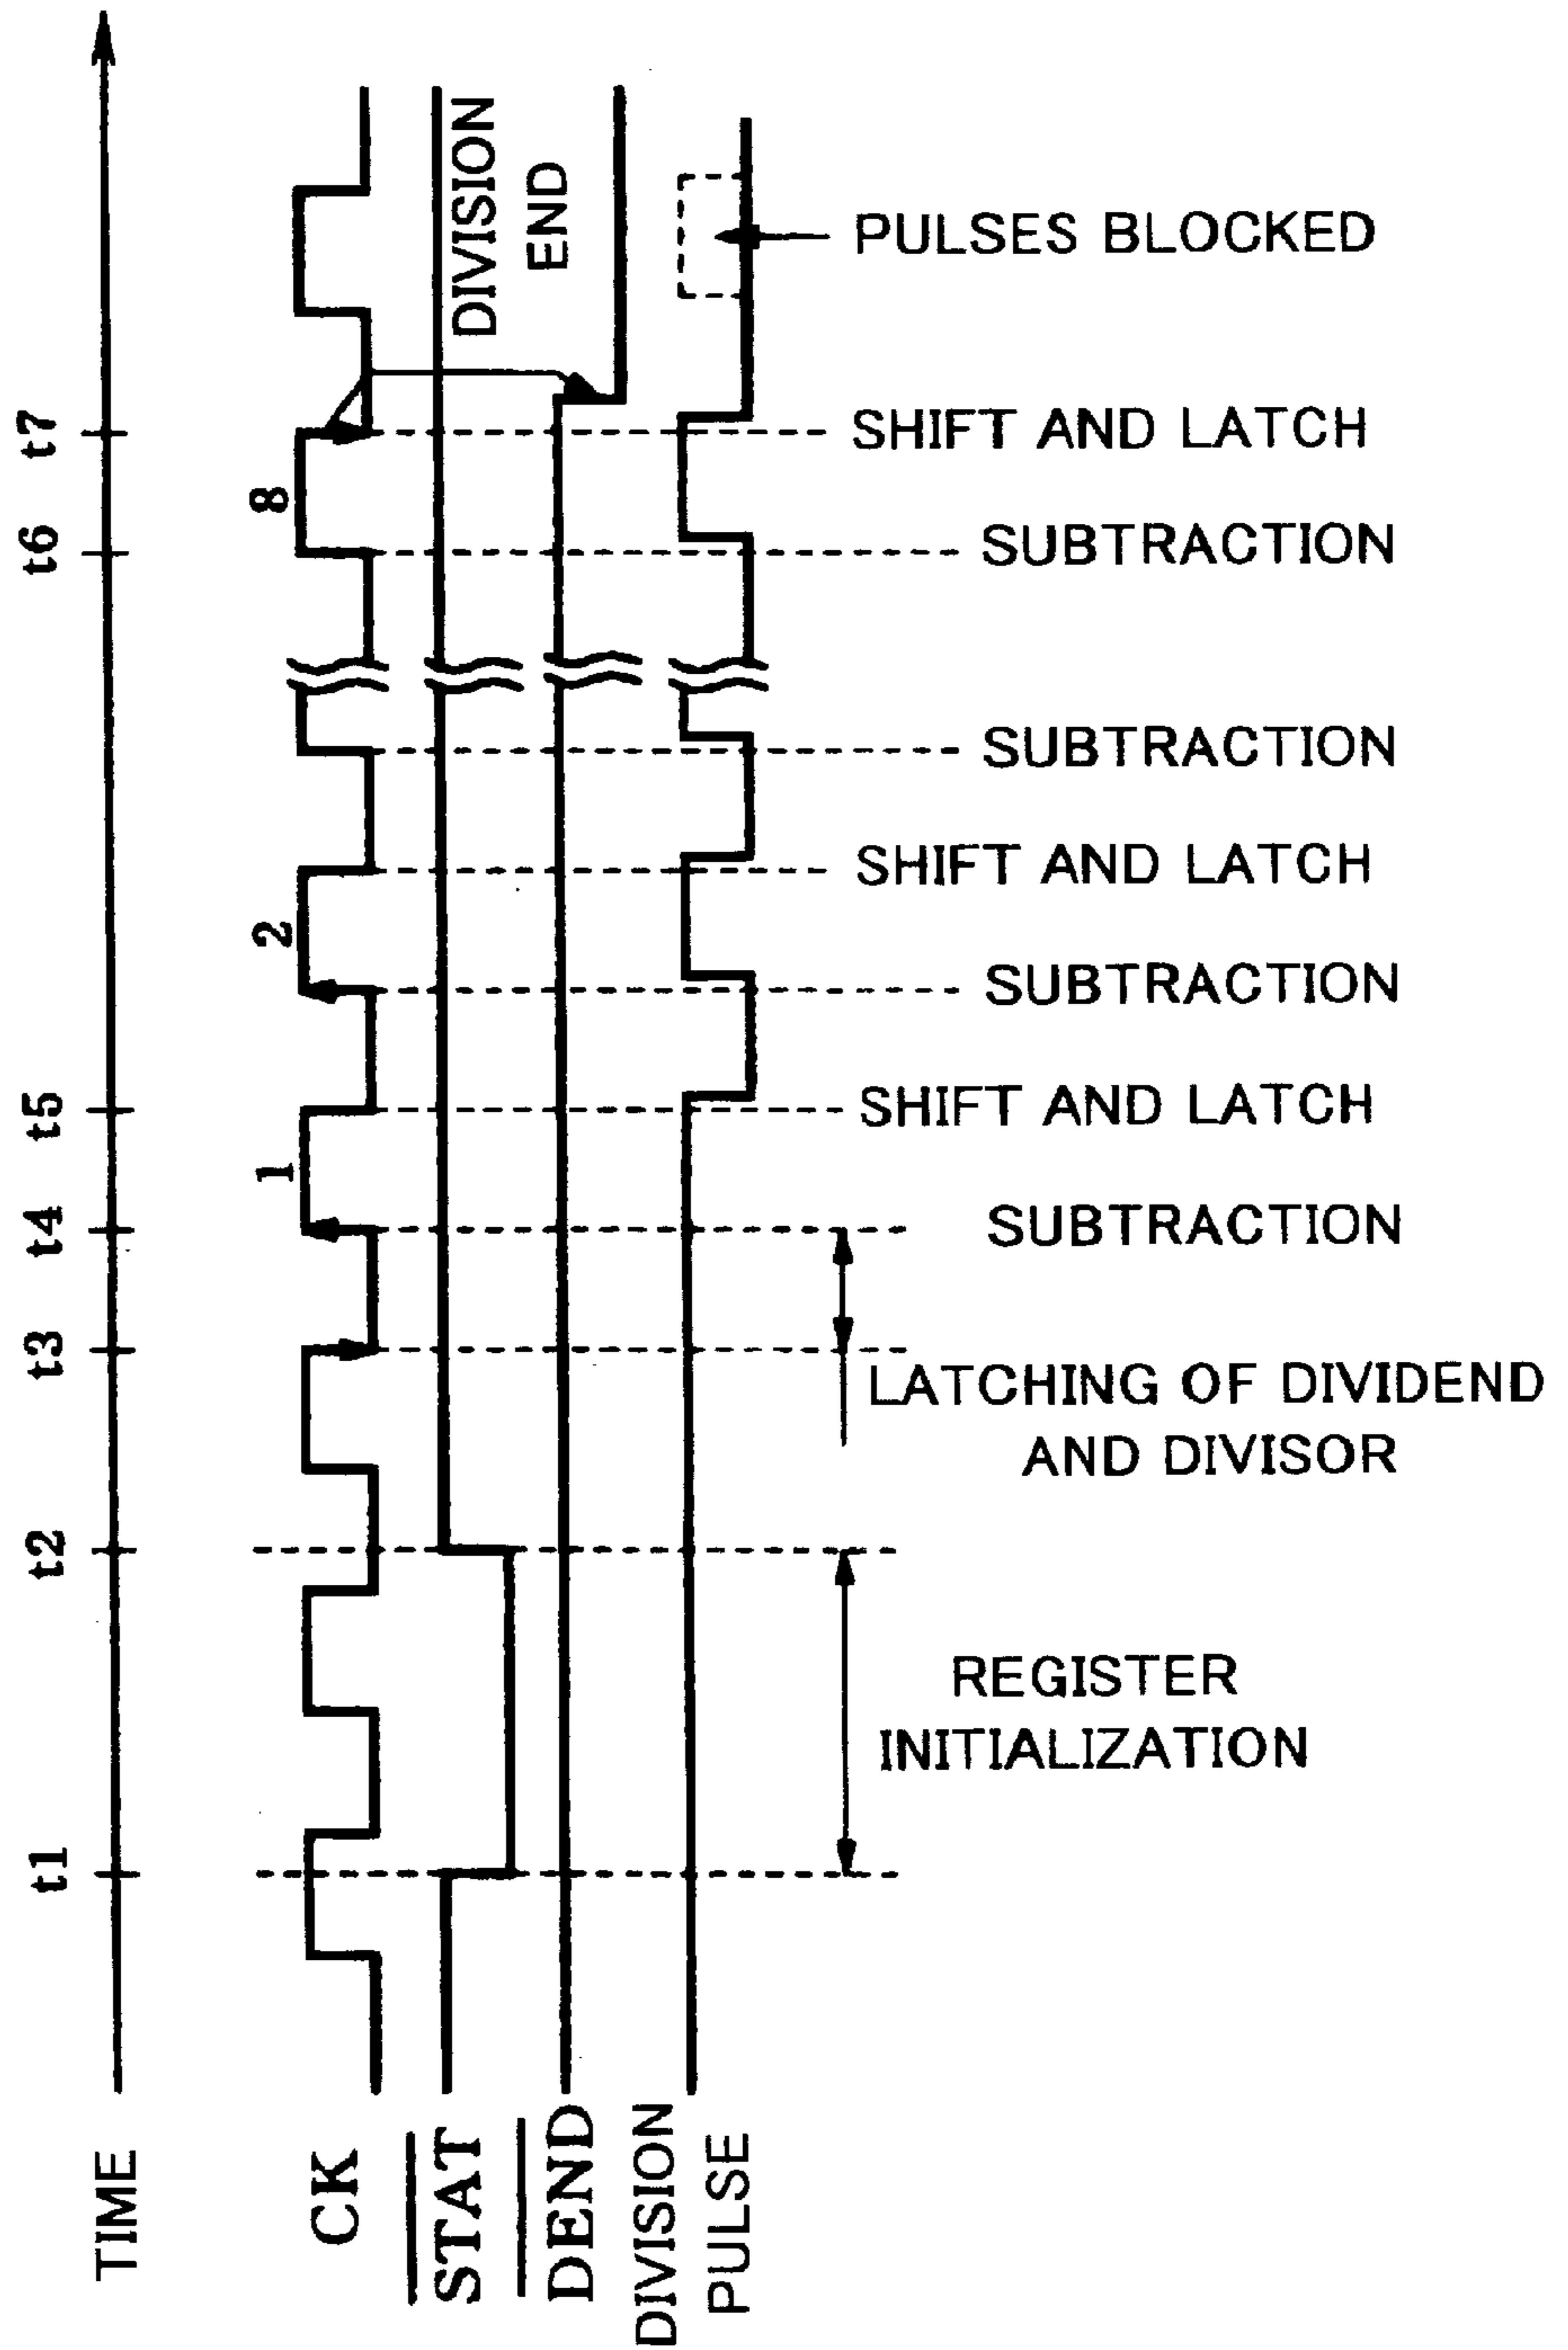 TIME
t1
t2
t3
t4
t5
t6
t7
CK
1
2
8
STAT
DEND
DIVISION
END
DIVISION
PULSE
PULSES BLOCKED
SHIFT AND LATCH
SUBTRACTION
SUBTRACTION
SHIFT AND LATCH
SUBTRACTION
SHIFT AND LATCH
SUBTRACTION
LATCHING OF DIVIDEND
AND DIVISOR
REGISTER
INITIALIZATION